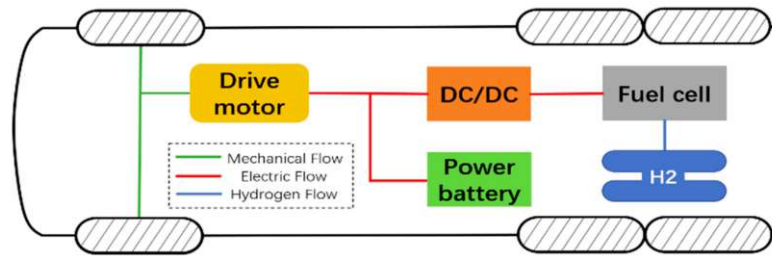 Drive
motor
DC/DC
Fuel cell
Mechanical Flow
Electric Flow
Hydrogen Flow
Power
battery
H2